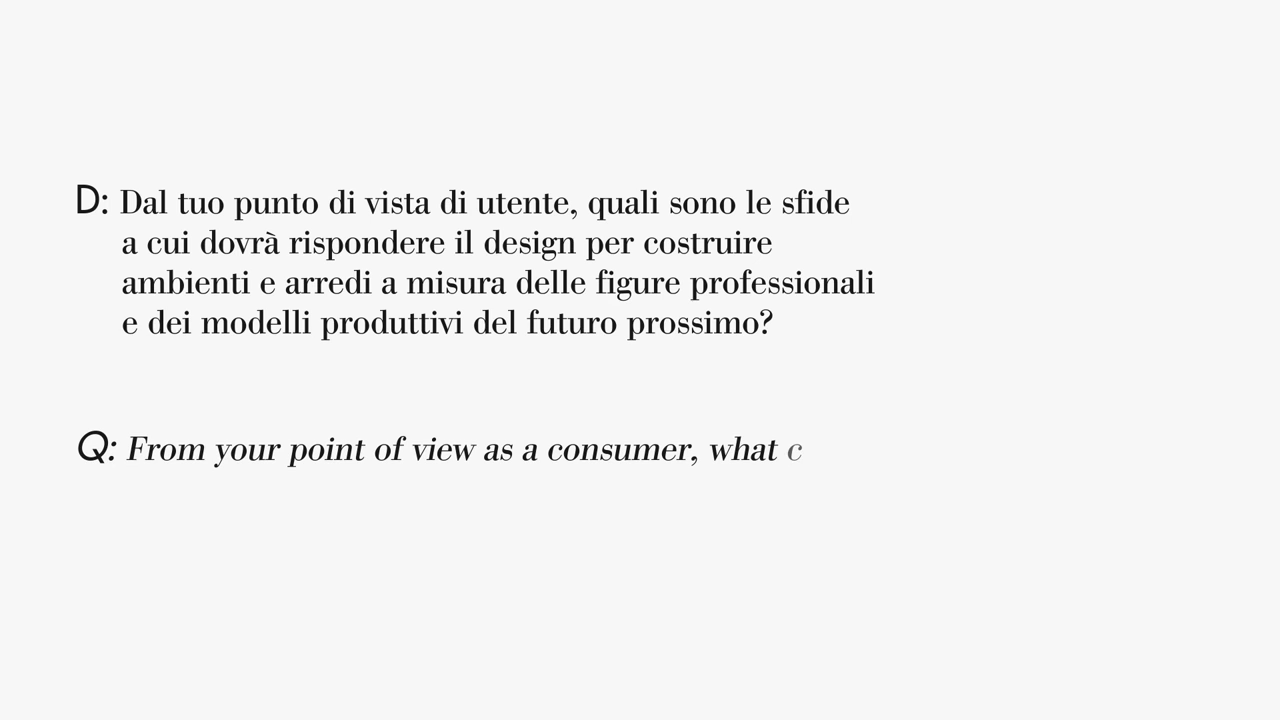 D: Dal tuo punto di vista di utente, quali sono le sfide
a cui dovrà rispondere il design per costruire
ambienti e arredi a misura delle figure professionali
e dei modelli produttivi del futuro prossimo?
Q: From your point of view as a consumer, what c